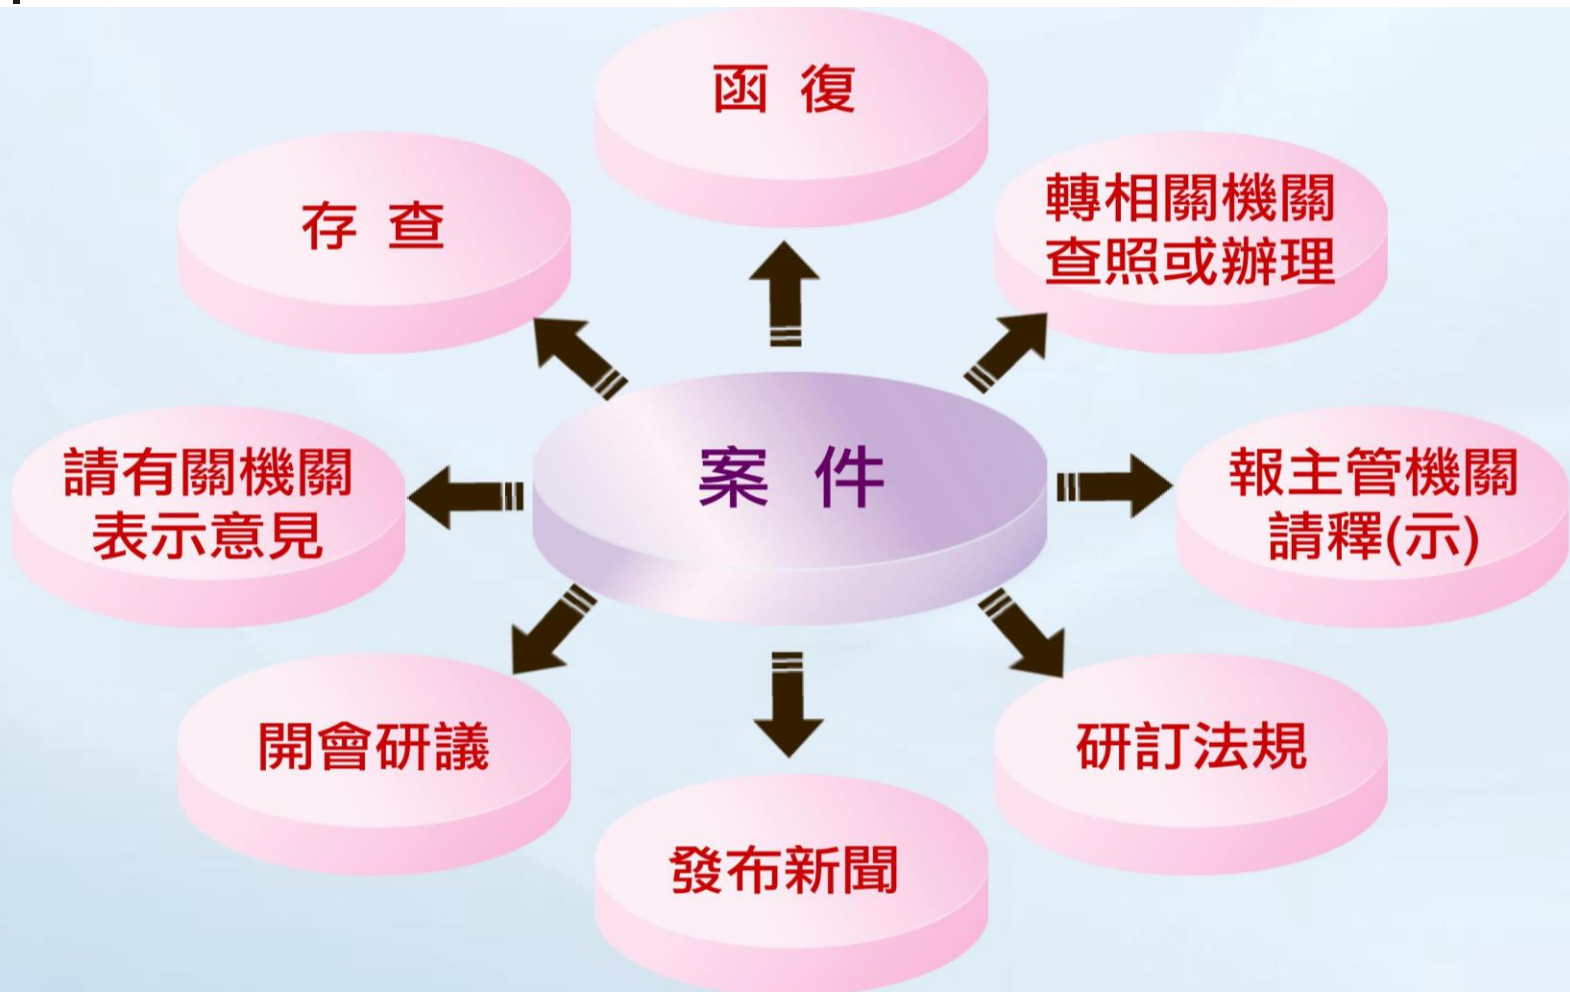 函 復
存 查
轉相關機關
查照或辦理
請有關機關
表示意見
案 件
報主管機關
請釋(示)
開會研議
研訂法規
發布新聞